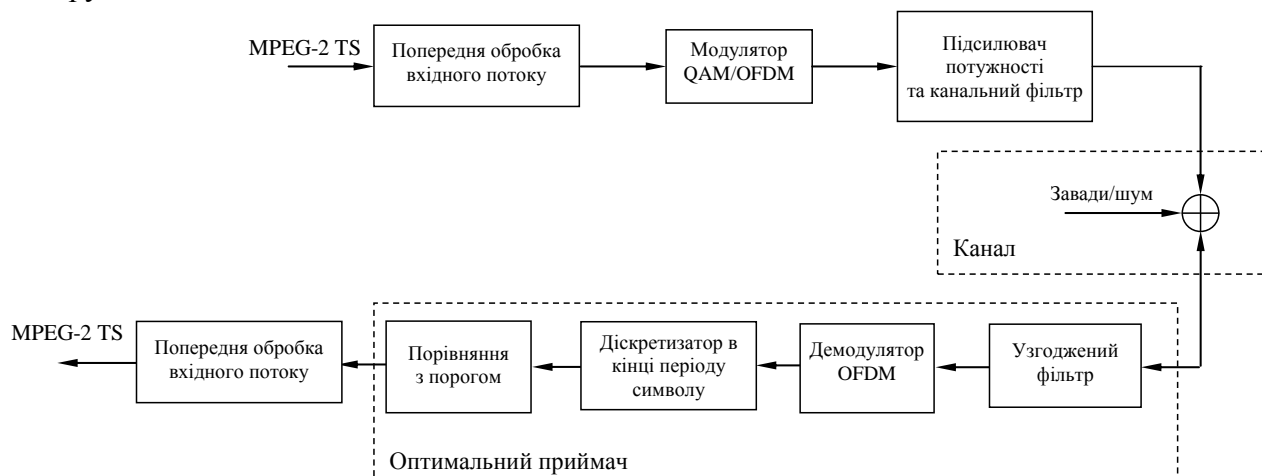 MPEG-2 TS
Попередня обробка
вхідного потоку
Модулятор
QAM/OFDM
Підсилювач
потужності
та канальний фільтр
Завади/шум
Канал
MPEG-2 TS
Попередня обробка
вхідного потоку
Порівняння
з порогом
Діскретизатор в
кінці періоду
символу
Демодулятор
OFDM
Узгоджений
фільтр
Оптимальний приймач